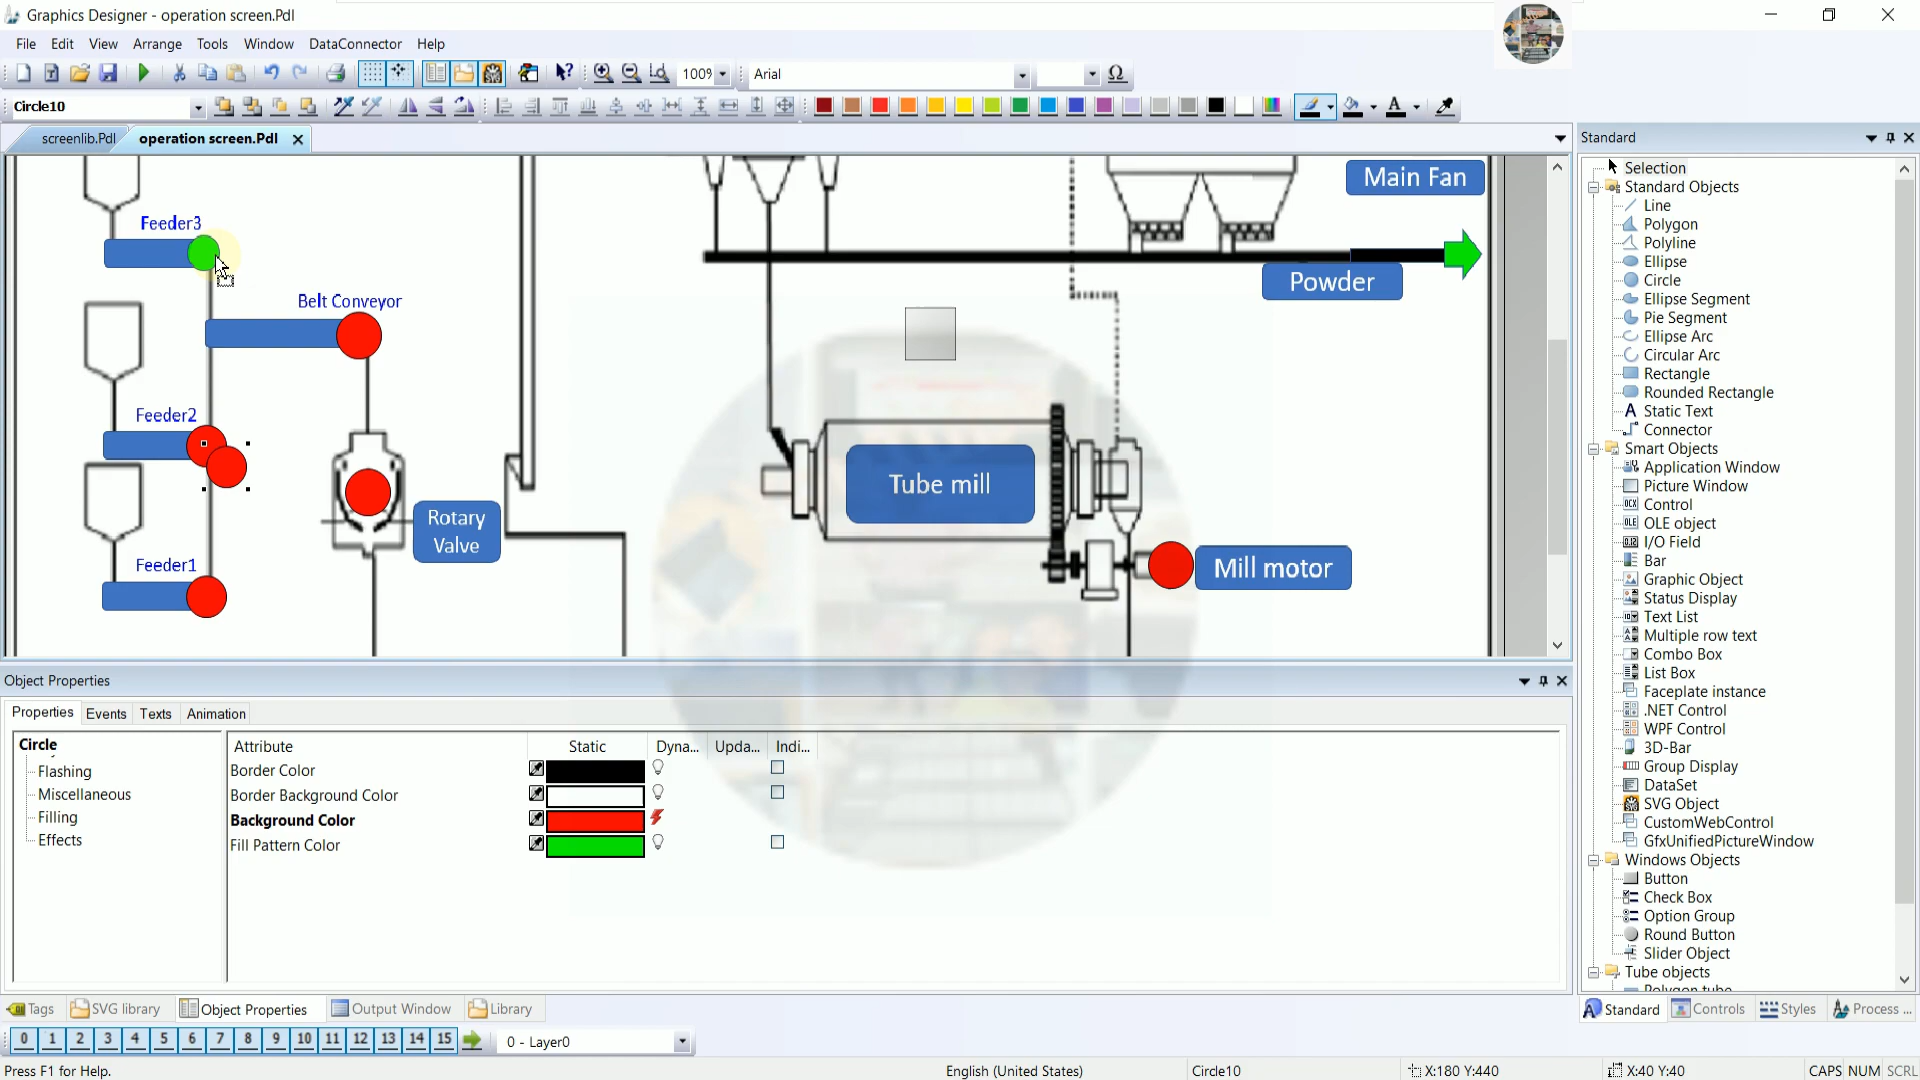 Graphics Designer - operation screen.Pdl
File Edit View Arrange Tools Window DataConnector Help
100% Arial
Circle10
screenlib.Pdl operation screen.Pdl
Standard
Selection
Standard Objects
Line
Polygon
Polyline
Ellipse
Circle
Ellipse Segment
Pie Segment
Ellipse Arc
Circular Arc
Rectangle
Rounded Rectangle
Static Text
Connector
Smart Objects
Application Window
Picture Window
Control
OLE object
I/O Field
Bar
Graphic Object
Status Display
Text List
Multiple row text
Combo Box
List Box
Faceplate instance
.NET Control
WPF Control
3D-Bar
Group Display
DataSet
SVG Object
CustomWebControl
GfxUnifiedPictureWindow
Windows Objects
Button
Check Box
Option Group
Round Button
Slider Object
Tube objects
Polygon tube
Main Fan
Feeder3
Powder
Belt Conveyor
Feeder2
Tube mill
Rotary
Valve
Feeder1
Mill motor
Object Properties
Properties Events Texts Animation
Circle
Flashing
Miscellaneous
Filling
Effects
Attribute Static Dyna... Upda... Indi...
Border Color
Border Background Color
Background Color
Fill Pattern Color
Tags SVG library Object Properties Output Window Library
Standard Controls Styles Process ...
0 1 2 3 4 5 6 7 8 9 10 11 12 13 14 15 0 - Layer0
Press F1 for Help. English (United States) Circle10 X:180 Y:440 X:40 Y:40 CAPS NUM SCRL